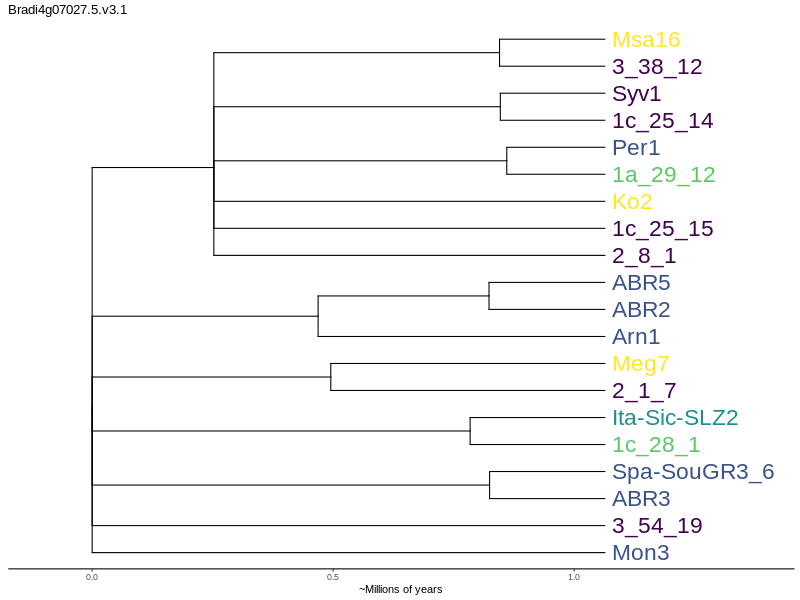 Bradi4g07027.5.v3.1
Msa16
3_38_12
Syv1
1c_25_14
Per1
1a_29_12
Ko2
1c_25_15
2_8_1
ABR5
ABR2
Arn1
Meg7
2_1_7
Ita-Sic-SLZ2
1c_28_1
Spa-SouGR3_6
ABR3
3_54_19
Mon3
0.0 0.5 1.0
~Millions of years